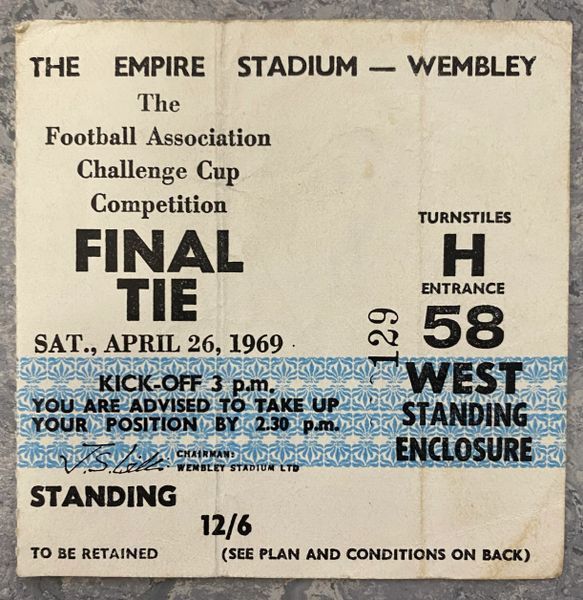 THE EMPIRE STADIUM — WEMBLEY
The
Football Association
Challenge Cup
Competition
FINAL
TIE
SAT., APRIL 26, 1969
KICK-OFF 3 p.m.
YOU ARE ADVISED TO TAKE UP
YOUR POSITION BY 2.30 p.m.
CHAIRMAN:
WEMBLEY STADIUM LTD
TURNSTILES
H
ENTRANCE
58
129
WEST
STANDING
ENCLOSURE
STANDING
12/6
TO BE RETAINED (SEE PLAN AND CONDITIONS ON BACK)